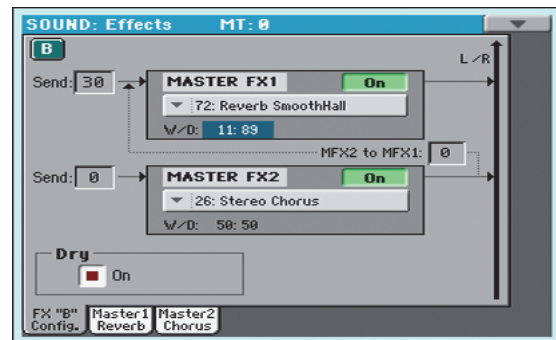 SOUND: Effects MT: 0
B
L/R
Send: 30 MASTER FX1 On
72: Reverb SmoothHall
W/D: 11:89
MFX2 to MFX1: 0
Send: 0 MASTER FX2 On
26: Stereo Chorus
W/D: 50:50
Dry
On
FX "B" Config. Master1 Reverb Master2 Chorus